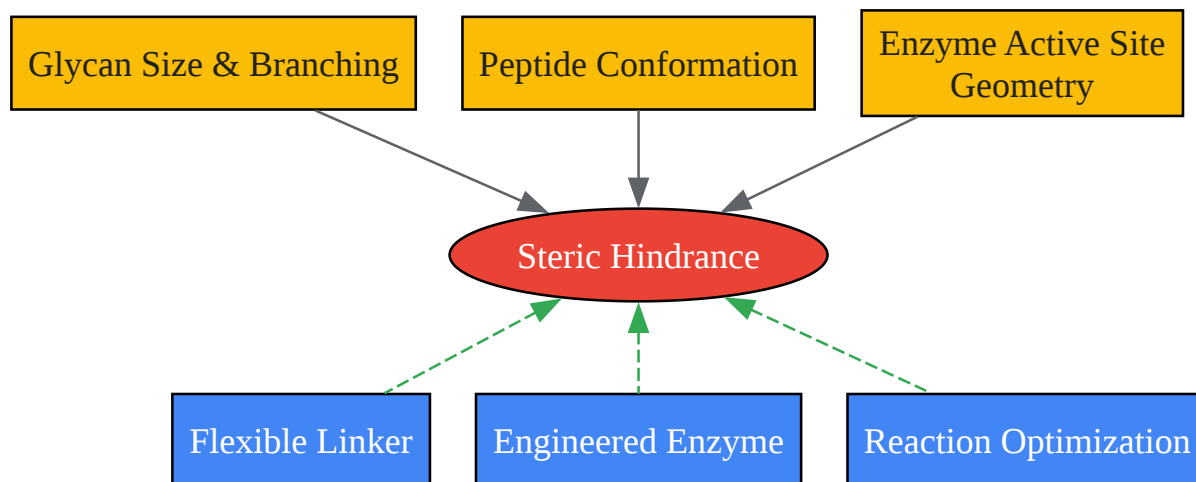 Glycan Size & Branching
Peptide Conformation
Enzyme Active Site
Geometry
Steric Hindrance
Flexible Linker
Engineered Enzyme
Reaction Optimization